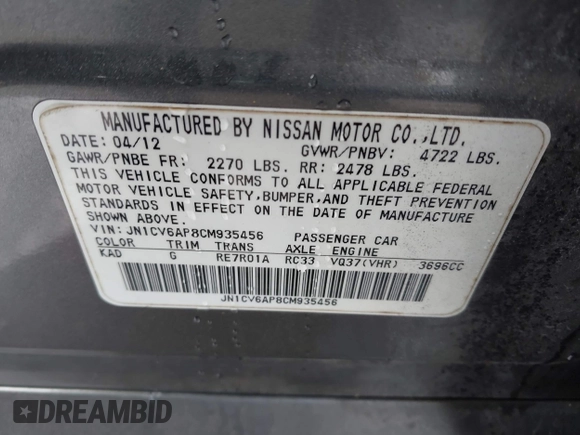 MANUFACTURED BY NISSAN MOTOR CO.,LTD.
DATE: 04/12 GVWR/PNBV: 4722 LBS.
GAWR/PNBE FR: 2270 LBS. RR: 2478 LBS.
THIS VEHICLE CONFORMS TO ALL APPLICABLE FEDERAL
MOTOR VEHICLE SAFETY, BUMPER, AND THEFT PREVENTION
STANDARDS IN EFFECT ON THE DATE OF MANUFACTURE
SHOWN ABOVE.
VIN: JN1CV6AP8CM935456 PASSENGER CAR
COLOR TRIM TRANS AXLE ENGINE
KAD G RE7R01A RC33 VQ37(VHR) 3696CC
JN1CV6AP8CM935456
DREAMBID